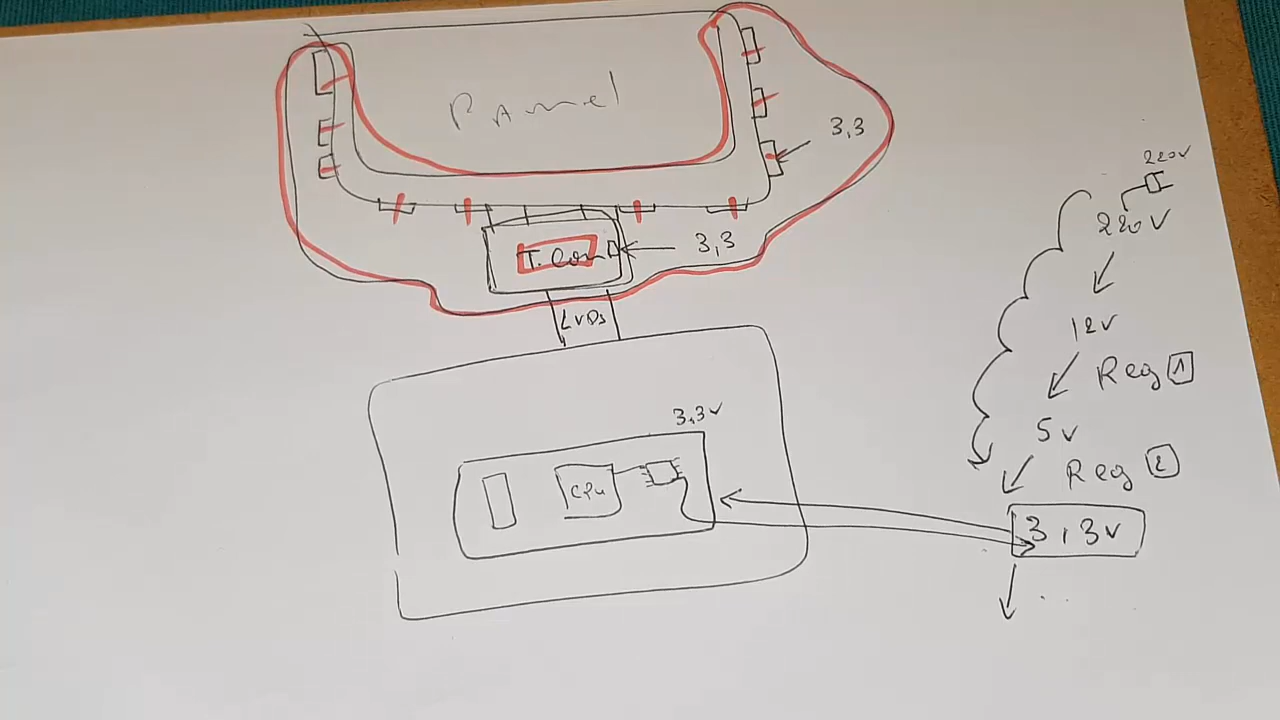 Pannel
3,3
220V
220V
T.Con
3,3
LVDS
12V
Reg 1
3,3V
5V
Reg 2
CPU
3,3V